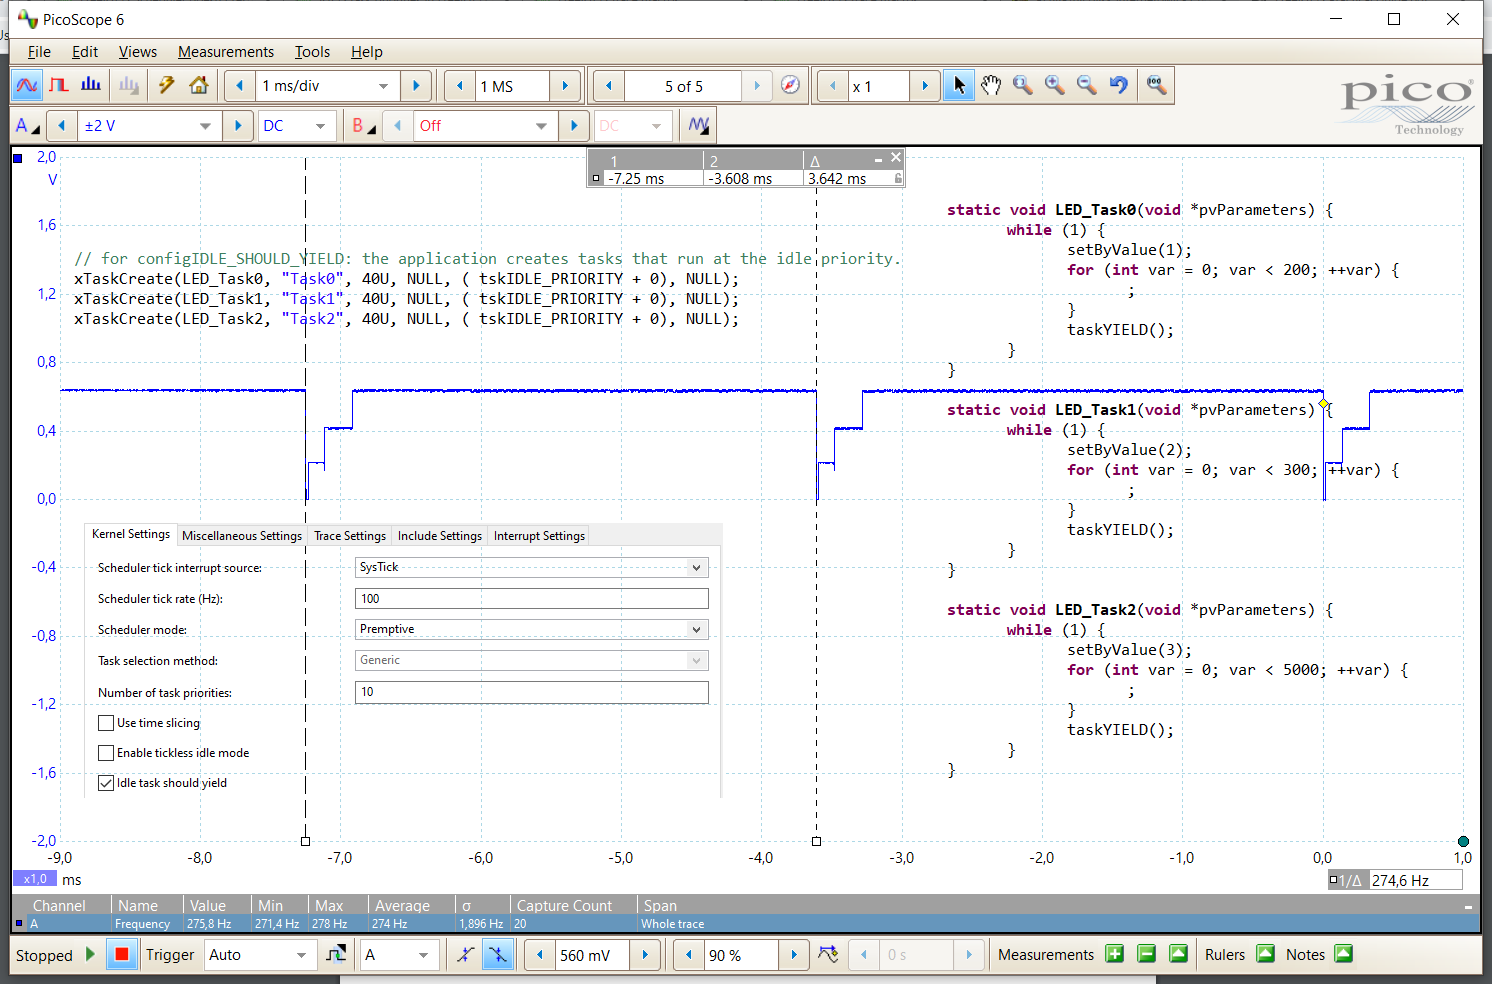 PicoScope 6
File Edit Views Measurements Tools Help
1 ms/div 1 MS 5 of 5 x 1
pico
Technology
A ±2 V DC B Off DC
2,0
V
1,6
1,2
0,8
0,4
0,0
-0,4
-0,8
-1,2
-1,6
-2,0
1 2 Δ
-7.25 ms -3.608 ms 3.642 ms
// for configIDLE_SHOULD_YIELD: the application creates tasks that run at the idle priority.
xTaskCreate(LED_Task0, "Task0", 40U, NULL, ( tskIDLE_PRIORITY + 0), NULL);
xTaskCreate(LED_Task1, "Task1", 40U, NULL, ( tskIDLE_PRIORITY + 0), NULL);
xTaskCreate(LED_Task2, "Task2", 40U, NULL, ( tskIDLE_PRIORITY + 0), NULL);
static void LED_Task0(void *pvParameters) {
while (1) {
setByValue(1);
for (int var = 0; var < 200; ++var) {
;
}
taskYIELD();
}
}
static void LED_Task1(void *pvParameters) {
while (1) {
setByValue(2);
for (int var = 0; var < 300; ++var) {
;
}
taskYIELD();
}
}
static void LED_Task2(void *pvParameters) {
while (1) {
setByValue(3);
for (int var = 0; var < 5000; ++var) {
;
}
taskYIELD();
}
}
Kernel Settings Miscellaneous Settings Trace Settings Include Settings Interrupt Settings
Scheduler tick interrupt source: SysTick
Scheduler tick rate (Hz): 100
Scheduler mode: Premptive
Task selection method: Generic
Number of task priorities: 10
Use time slicing
Enable tickless idle mode
Idle task should yield
-9,0 -8,0 -7,0 -6,0 -5,0 -4,0 -3,0 -2,0 -1,0 0,0 1,0
x1,0 ms
1/Δ 274,6 Hz
Channel Name Value Min Max Average σ Capture Count Span
A Frequency 275,8 Hz 271,4 Hz 278 Hz 274 Hz 1,896 Hz 20 Whole trace
Stopped Trigger Auto A 560 mV 90 % 0 s Measurements Rulers Notes